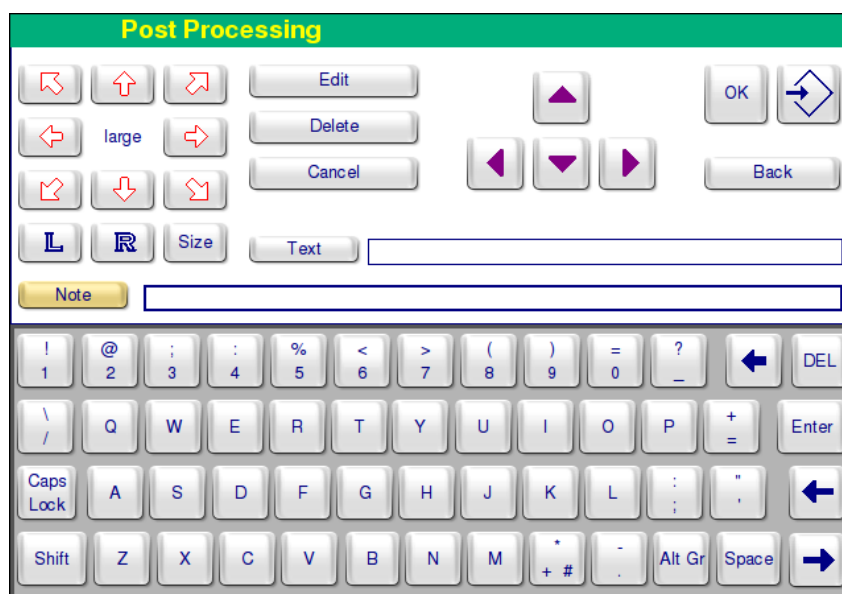 Post Processing
Edit
OK
large
Delete
Cancel
Back
L R Size
Text
Note
! @ ; : % < > ( ) = ?
1 2 3 4 5 6 7 8 9 0 _ DEL
\ +
/ Q W E R T Y U I O P = Enter
Caps Lock A S D F G H J K L : ; " '
Shift Z X C V B N M * + # - . Alt Gr Space